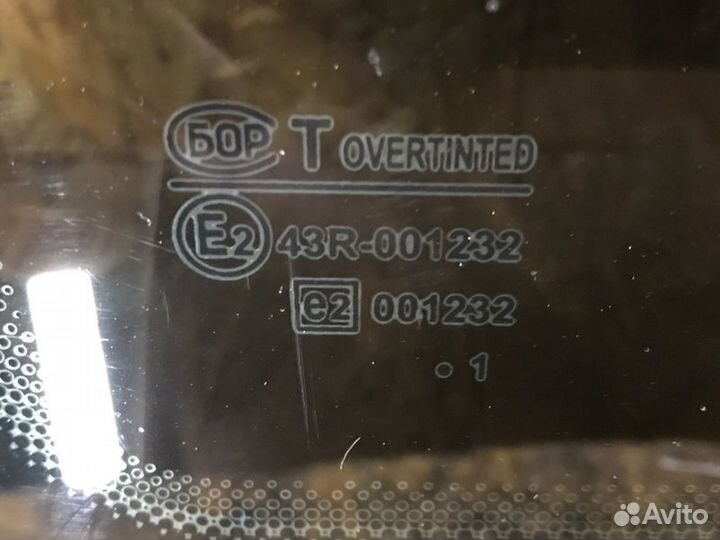 БОР T OVERTINTED
E2 43R-001232
e2 001232
. 1
Avito